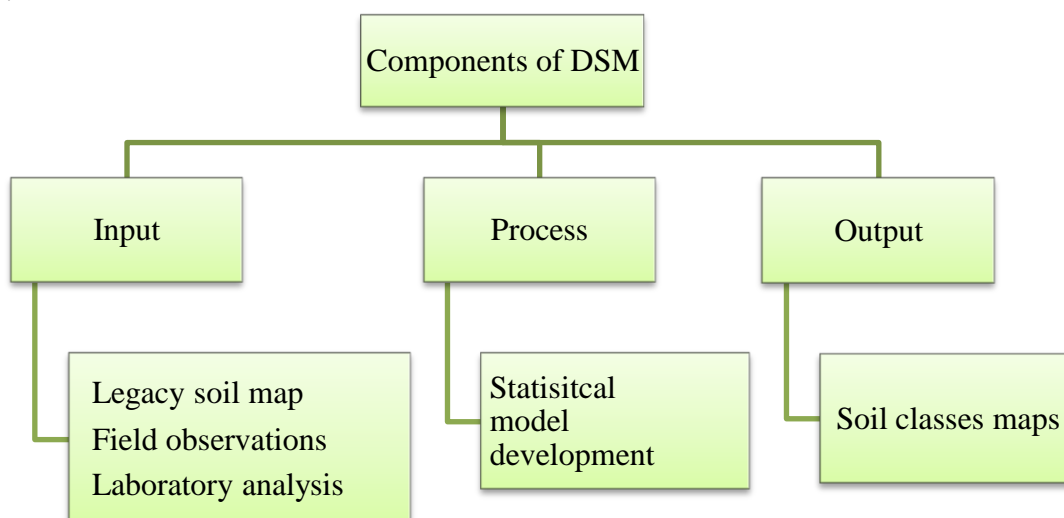 Components of DSM
Input
Process
Output
Legacy soil map
Field observations
Laboratory analysis
Statisitcal
model
development
Soil classes maps